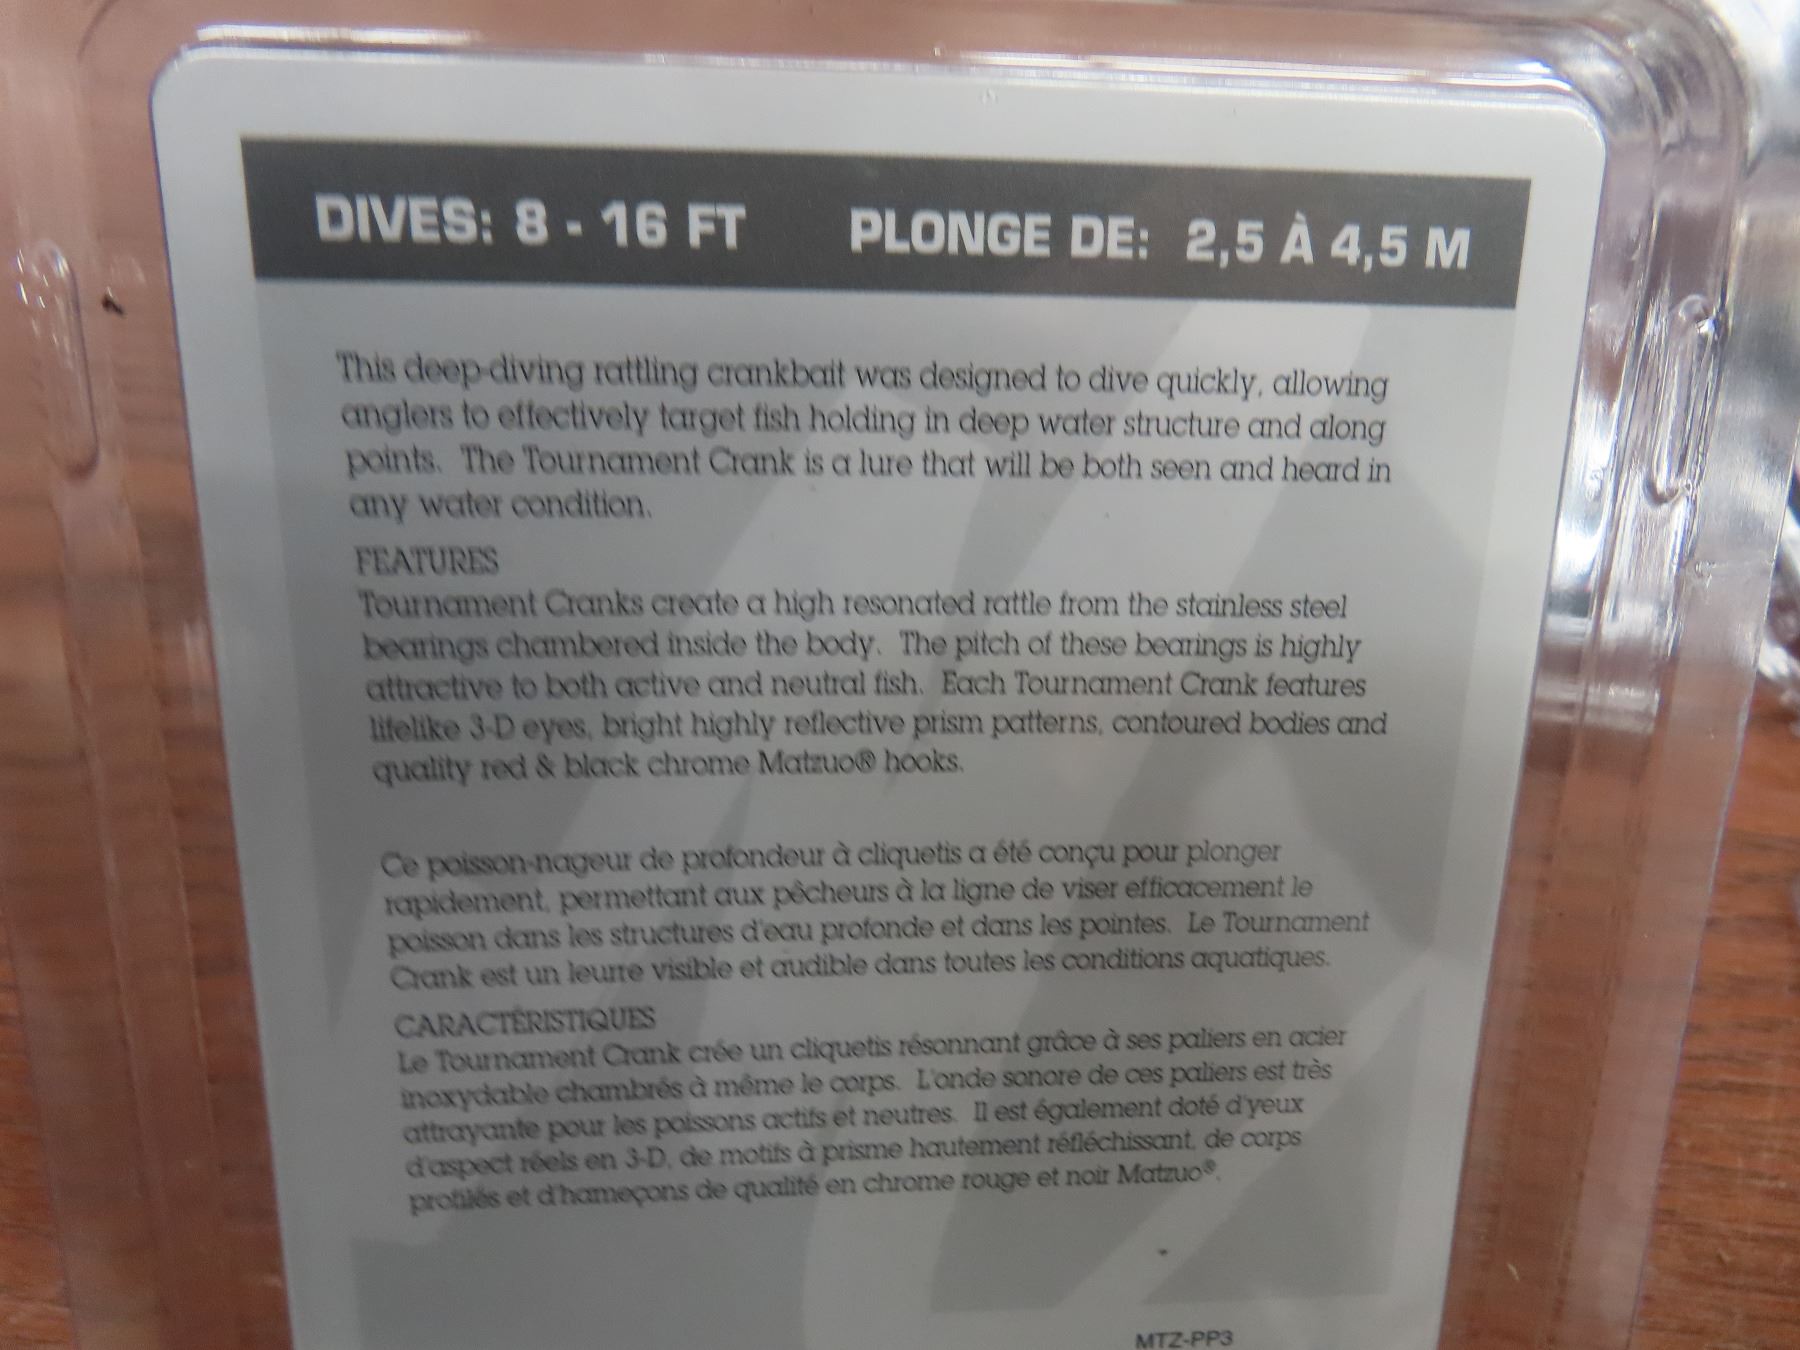 DIVES: 8 - 16 FT PLONGE DE: 2,5 À 4,5 M
This deep-diving rattling crankbait was designed to dive quickly, allowing
anglers to effectively target fish holding in deep water structure and along
points. The Tournament Crank is a lure that will be both seen and heard in
any water condition.
FEATURES
Tournament Cranks create a high resonated rattle from the stainless steel
bearings chambered inside the body. The pitch of these bearings is highly
attractive to both active and neutral fish. Each Tournament Crank features
lifelike 3-D eyes, bright highly reflective prism patterns, contoured bodies and
quality red & black chrome Matzuo® hooks.
Ce poisson-nageur de profondeur à cliquetis a été conçu pour plonger
rapidement, permettant aux pêcheurs à la ligne de viser efficacement le
poisson dans les structures d'eau profonde et dans les pointes. Le Tournament
Crank est un leurre visible et audible dans toutes les conditions aquatiques.
CARACTÉRISTIQUES
Le Tournament Crank crée un cliquetis résonnant grâce à ses paliers en acier
inoxydable chambrés à même le corps. L'onde sonore de ces paliers est très
attrayante pour les poissons actifs et neutres. Il est également doté d'yeux
d'aspect réels en 3-D, de motifs à prisme hautement réfléchissant, de corps
profilés et d'hameçons de qualité en chrome rouge et noir Matzuo®.
MTZ-PP3